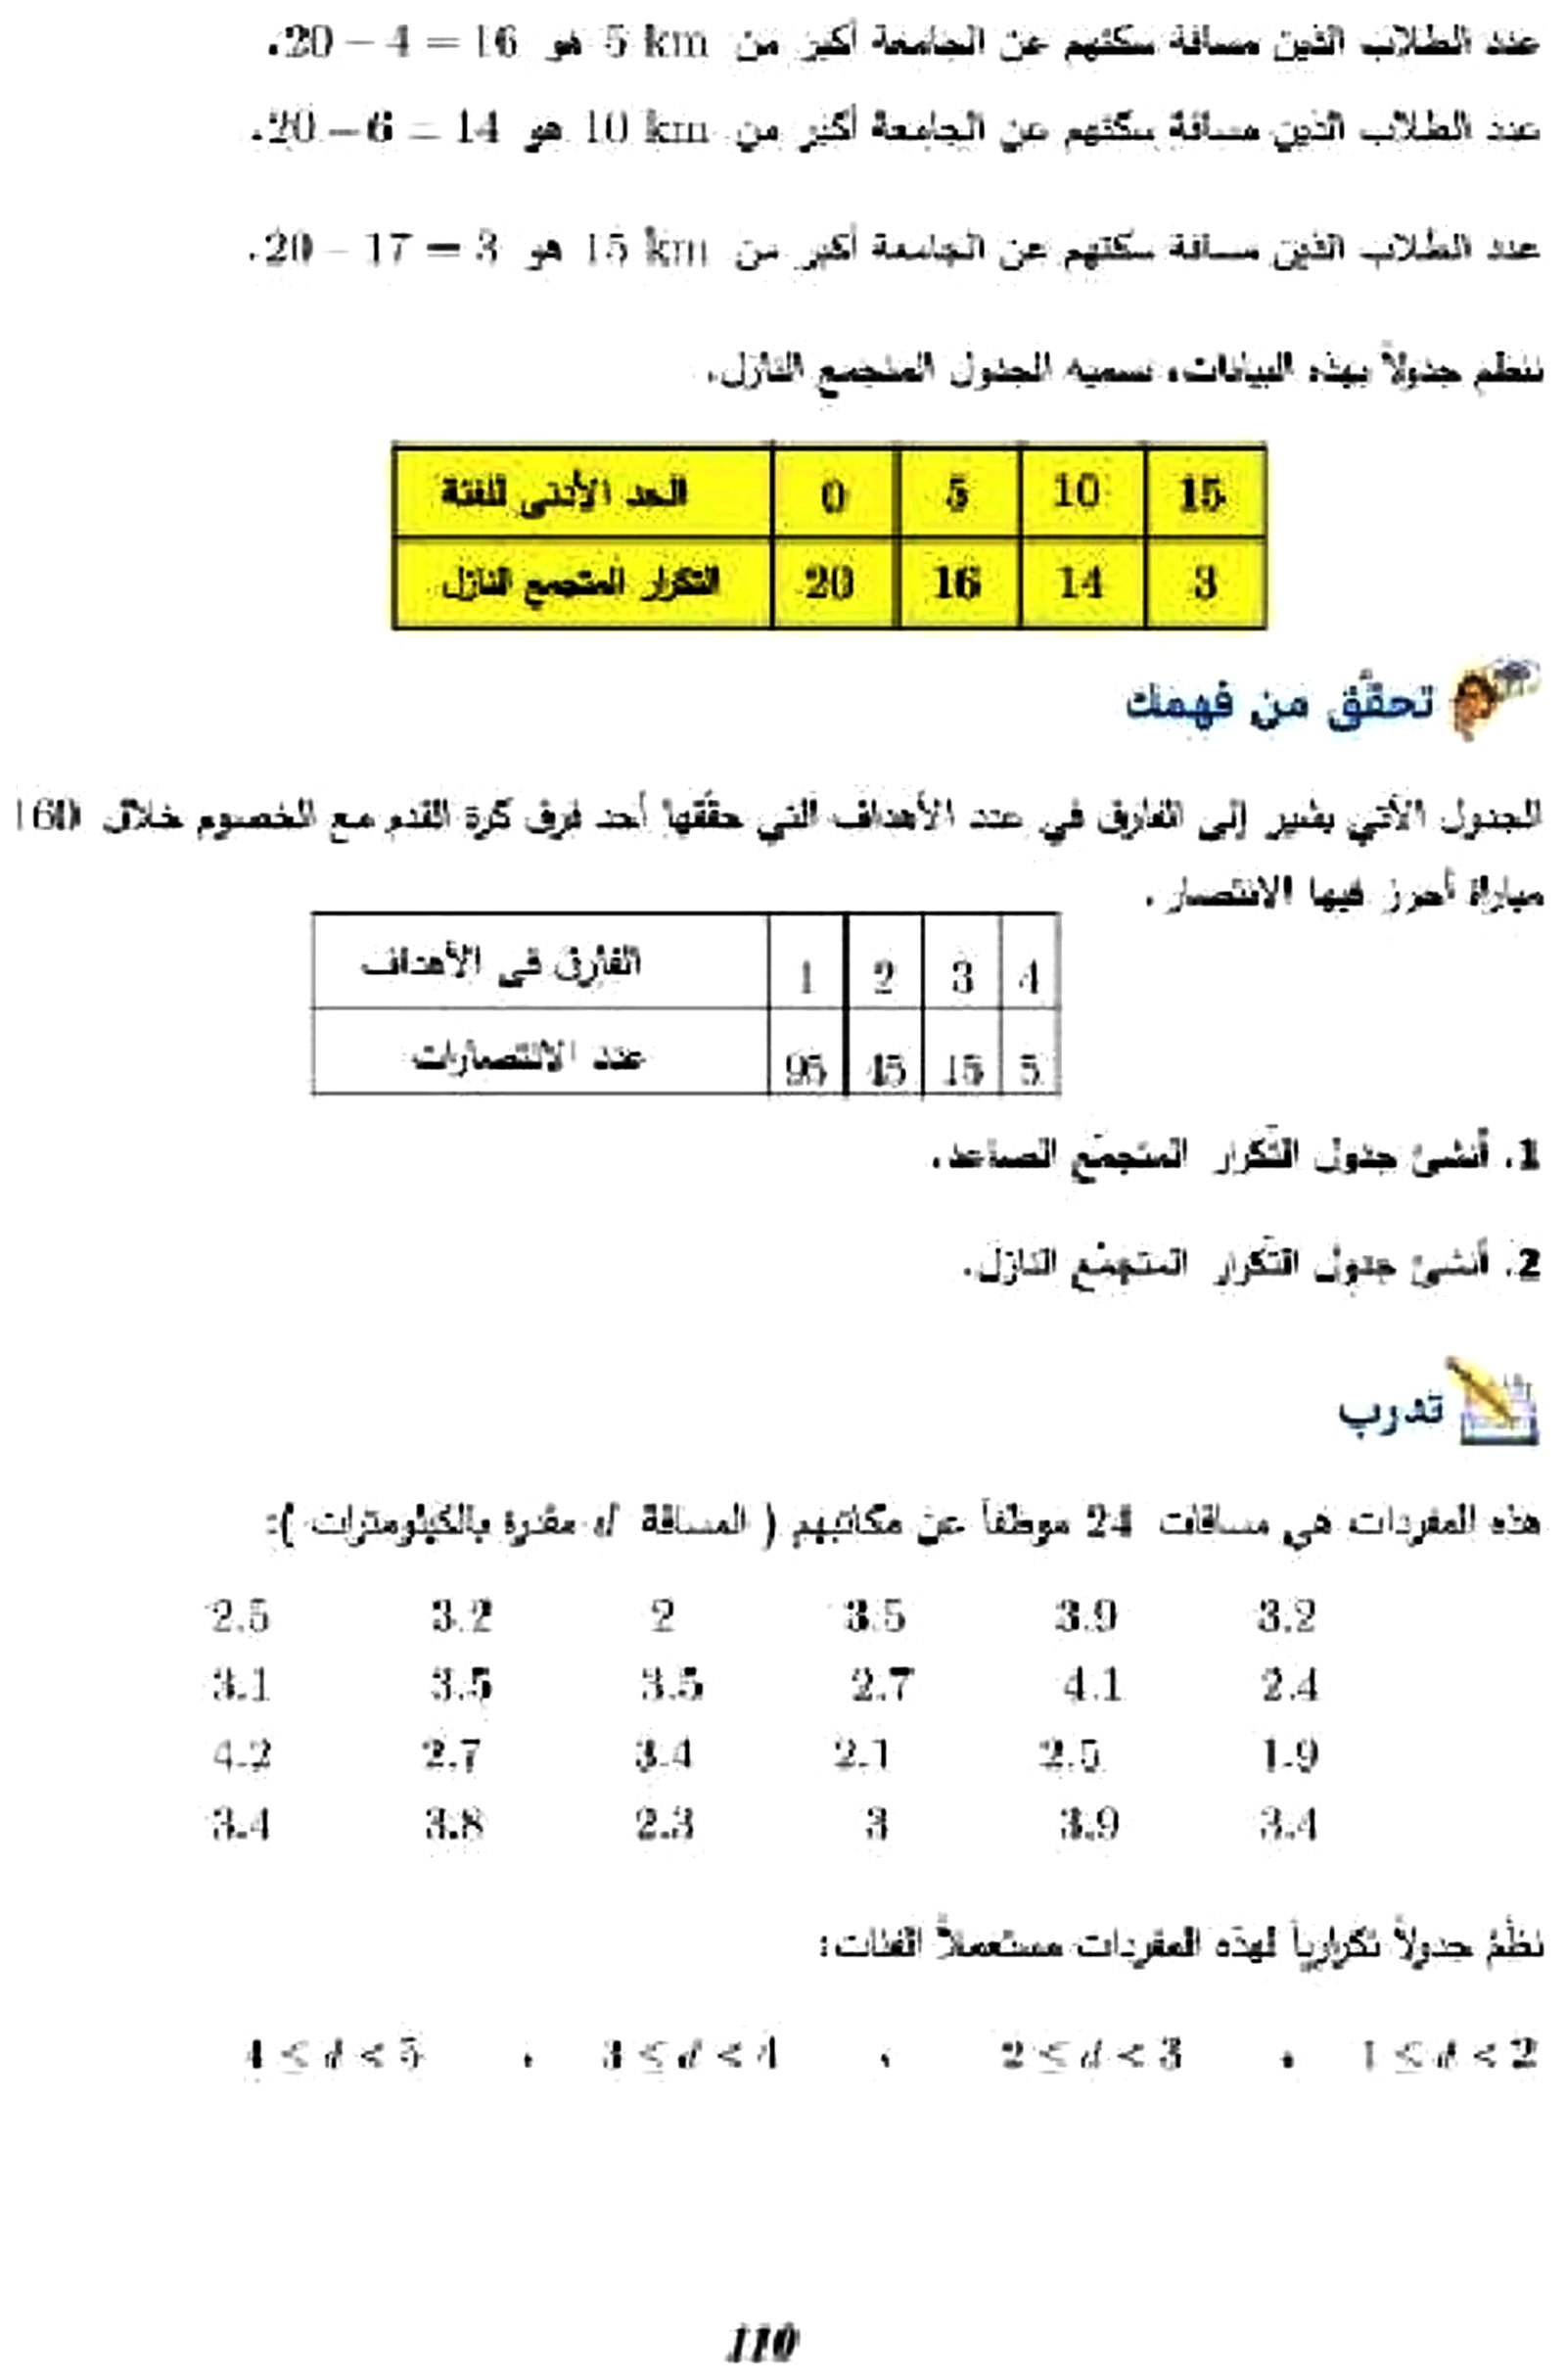 عدد الطلاب الذين مسافة سكنهم عن الجامعة أكبر من 5 km هو 20 − 4 = 16.
عدد الطلاب الذين مسافة سكنهم عن الجامعة أكبر من 10 km هو 20 − 6 = 14.
عدد الطلاب الذين مسافة سكنهم عن الجامعة أكبر من 15 km هو 20 − 17 = 3.
ننظم جدولاً بهذه البيانات، نسميه الجدول المتجمع النازل.
الحد الأدنى للفئة 0 5 10 15
التكرار المتجمع النازل 20 16 14 3
تحقّق من فهمك
الجدول الآتي يشير إلى الفارق في عدد الأهداف التي حقّقها أحد فرق كرة القدم مع الخصوم خلال 160
مباراة أحرز فيها الانتصار.
الفارق في الأهداف 1 2 3 4
عدد الانتصارات 95 45 15 5
1. أنشئ جدول التّكرار المتجمّع الصاعد.
2. أنشئ جدول التّكرار المتجمّع النازل.
تدرب
هذه المفردات هي مسافات 24 موظفاً عن مكاتبهم ( المسافة d مقدرة بالكيلومترات ):
2.5 3.2 2 3.5 3.9 3.2
3.1 3.5 3.5 2.7 4.1 2.4
4.2 2.7 3.4 2.1 2.5 1.9
3.4 3.8 2.3 3 3.9 3.4
نظّم جدولاً تكرارياً لهذه المفردات مستعملاً الفئات:
1 ≤ d < 2 ، 2 ≤ d < 3 ، 3 ≤ d < 4 ، 4 ≤ d < 5
110